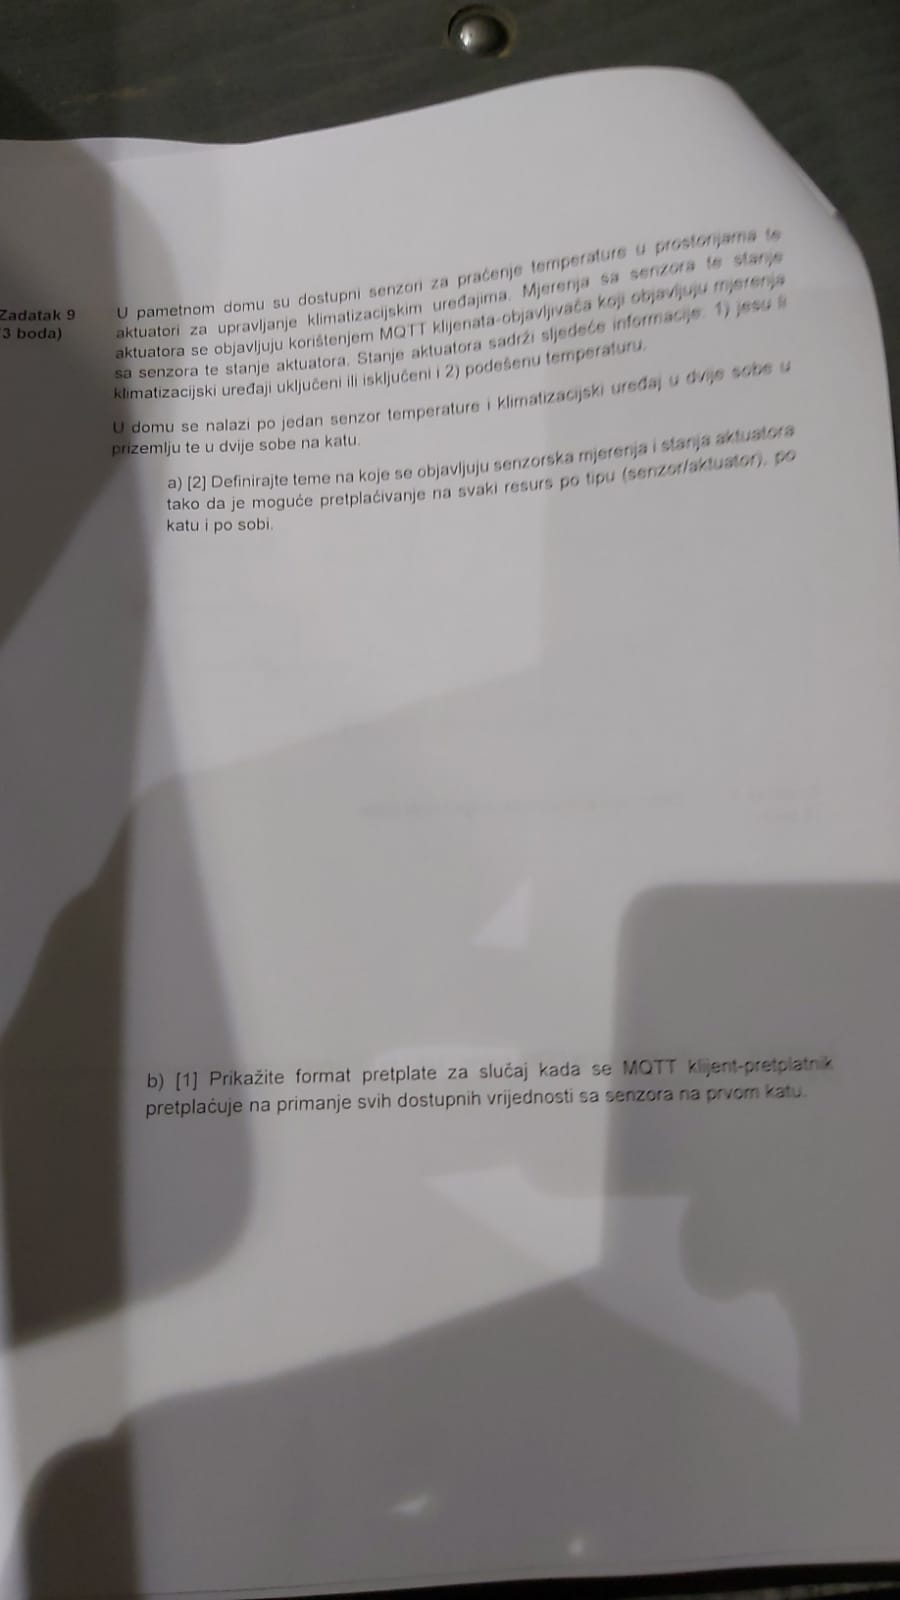 Zadatak 9
(3 boda)
U pametnom domu su dostupni senzori za praćenje temperature u prostorijama te
aktuatori za upravljanje klimatizacijskim uređajima. Mjerenja sa senzora te stanje
aktuatora se objavljuju korištenjem MQTT klijenata-objavljivača koji objavljuju mjerenja
sa senzora te stanje aktuatora. Stanje aktuatora sadrži sljedeće informacije: 1) jesu li
klimatizacijski uređaji uključeni ili isključeni i 2) podešenu temperaturu.
U domu se nalazi po jedan senzor temperature i klimatizacijski uređaj u dvije sobe u
prizemlju te u dvije sobe na katu.
a) [2] Definirajte teme na koje se objavljuju senzorska mjerenja i stanja aktuatora
tako da je moguće pretplaćivanje na svaki resurs po tipu (senzor/aktuator), po
katu i po sobi.
b) [1] Prikažite format pretplate za slučaj kada se MQTT klijent-pretplatnik
pretplaćuje na primanje svih dostupnih vrijednosti sa senzora na prvom katu.